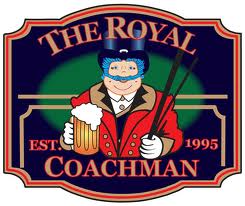 THE ROYAL
EST. 1995
COACHMAN